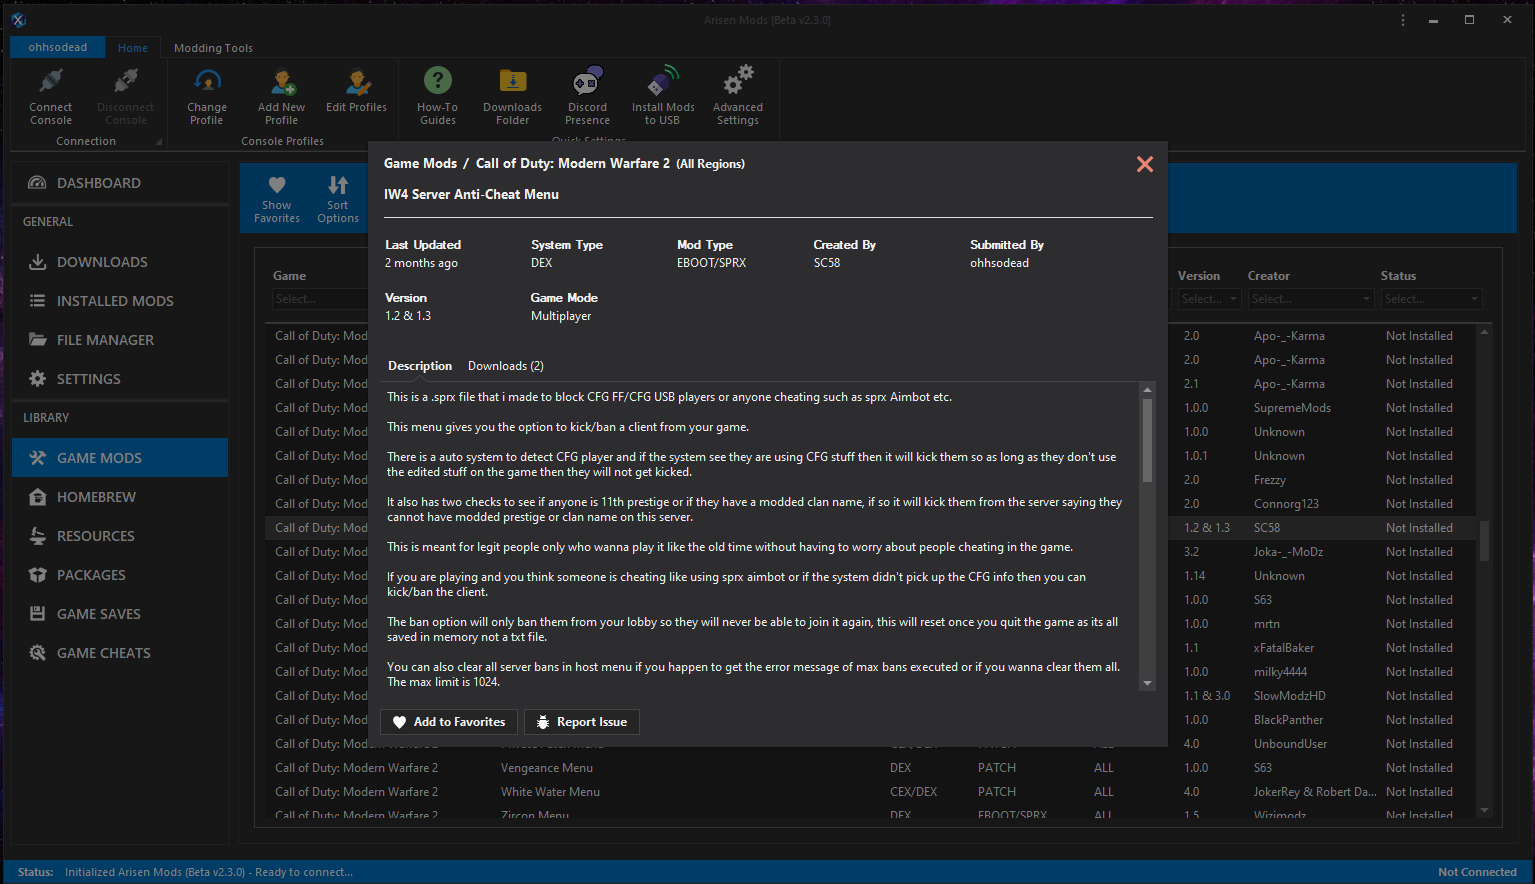 Arisen Mods [Beta v2.3.0]
ohhsodead
Home
Modding Tools
Connect Console
Disconnect Console
Change Profile
Add New Profile
Edit Profiles
How-To Guides
Downloads Folder
Discord Presence
Install Mods to USB
Advanced Settings
Connection
Console Profiles
Quick Settings
DASHBOARD
GENERAL
DOWNLOADS
INSTALLED MODS
FILE MANAGER
SETTINGS
LIBRARY
GAME MODS
HOMEBREW
RESOURCES
PACKAGES
GAME SAVES
GAME CHEATS
Show Favorites
Sort Options
Game Mods / Call of Duty: Modern Warfare 2 (All Regions)
IW4 Server Anti-Cheat Menu
Last Updated
2 months ago
System Type
DEX
Mod Type
EBOOT/SPRX
Created By
SC58
Submitted By
ohhsodead
Version
1.2 & 1.3
Game Mode
Multiplayer
Description
Downloads (2)
This is a .sprx file that i made to block CFG FF/CFG USB players or anyone cheating such as sprx Aimbot etc.
This menu gives you the option to kick/ban a client from your game.
There is a auto system to detect CFG player and if the system see they are using CFG stuff then it will kick them so as long as they don't use
the edited stuff on the game then they will not get kicked.
It also has two checks to see if anyone is 11th prestige or if they have a modded clan name, if so it will kick them from the server saying they
cannot have modded prestige or clan name on this server.
This is meant for legit people only who wanna play it like the old time without having to worry about people cheating in the game.
If you are playing and you think someone is cheating like using sprx aimbot or if the system didn't pick up the CFG info then you can
kick/ban the client.
The ban option will only ban them from your lobby so they will never be able to join it again, this will reset once you quit the game as its all
saved in memory not a txt file.
You can also clear all server bans in host menu if you happen to get the error message of max bans executed or if you wanna clear them all.
The max limit is 1024.
Add to Favorites
Report Issue
Game
Version
Creator
Status
Select...
Select...
Select...
Select...
Call of Duty: Mod 2.0 Apo-_-Karma Not Installed
Call of Duty: Mod 2.0 Apo-_-Karma Not Installed
Call of Duty: Mod 2.1 Apo-_-Karma Not Installed
Call of Duty: Mod 1.0.0 SupremeMods Not Installed
Call of Duty: Mod 1.0.0 Unknown Not Installed
Call of Duty: Mod 1.0.1 Unknown Not Installed
Call of Duty: Mod 2.0 Frezzy Not Installed
Call of Duty: Mod 2.0 Connorg123 Not Installed
Call of Duty: Mod 1.2 & 1.3 SC58 Not Installed
Call of Duty: Mod 3.2 Joka-_-MoDz Not Installed
Call of Duty: Mod 1.14 Unknown Not Installed
Call of Duty: Mod 1.0.0 S63 Not Installed
Call of Duty: Mod 1.0.0 mrtn Not Installed
Call of Duty: Mod 1.1 xFatalBaker Not Installed
Call of Duty: Mod 1.0.0 milky4444 Not Installed
Call of Duty: Mod 1.1 & 3.0 SlowModzHD Not Installed
Call of Duty: Mod 1.0.0 BlackPanther Not Installed
Call of Duty: Modern Warfare 2 CEX/DEX PATCH ALL 4.0 UnboundUser Not Installed
Call of Duty: Modern Warfare 2 Vengeance Menu DEX PATCH ALL 1.0.0 S63 Not Installed
Call of Duty: Modern Warfare 2 White Water Menu CEX/DEX PATCH ALL 4.0 JokerRey & Robert Da... Not Installed
Call of Duty: Modern Warfare 2 Zircon Menu DEX EBOOT/SPRX ALL 1.5 Wizimodz Not Installed
Status: Initialized Arisen Mods (Beta v2.3.0) - Ready to connect...
Not Connected